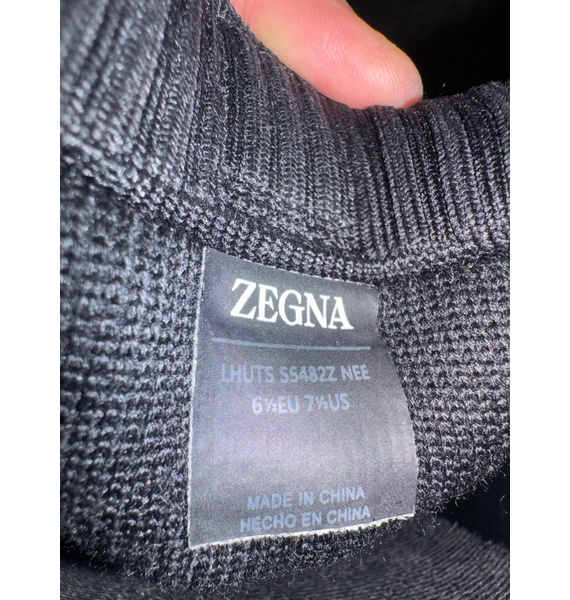 ZEGNA
LHUTS S5482Z NEE
6½EU 7½US
MADE IN CHINA
HECHO EN CHINA